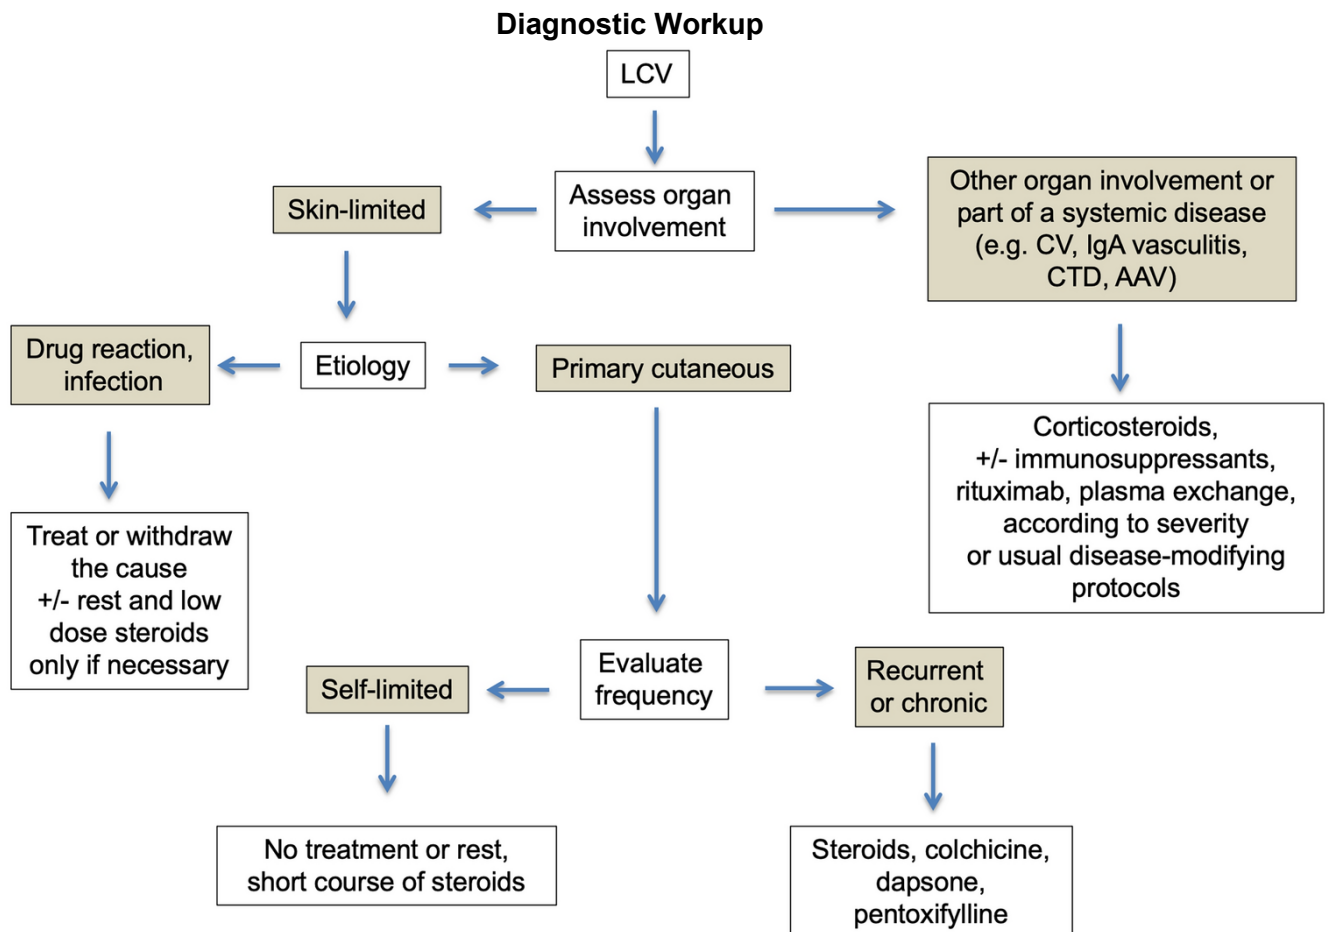 Diagnostic Workup
LCV
Assess organ
involvement
Skin-limited
Other organ involvement or
part of a systemic disease
(e.g. CV, IgA vasculitis,
CTD, AAV)
Drug reaction,
infection
Etiology
Primary cutaneous
Corticosteroids,
+/- immunosuppressants,
rituximab, plasma exchange,
according to severity
or usual disease-modifying
protocols
Treat or withdraw
the cause
+/- rest and low
dose steroids
only if necessary
Self-limited
Evaluate
frequency
Recurrent
or chronic
No treatment or rest,
short course of steroids
Steroids, colchicine,
dapsone,
pentoxifylline